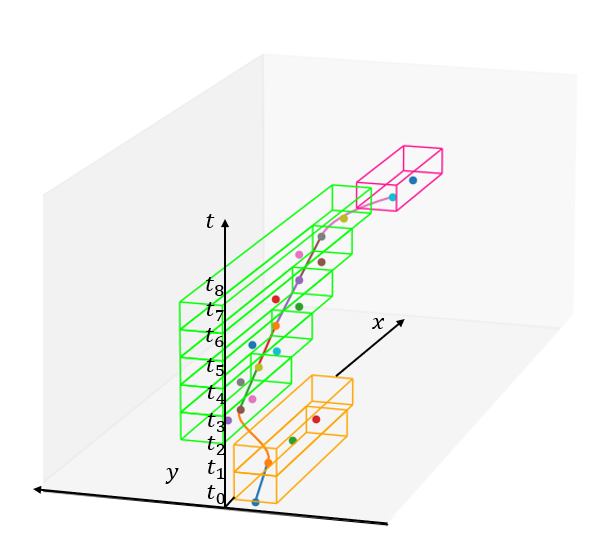 t
t₈
t₇
x
t₆
t₅
t₄
t₃
t₂
y
t₁
t₀